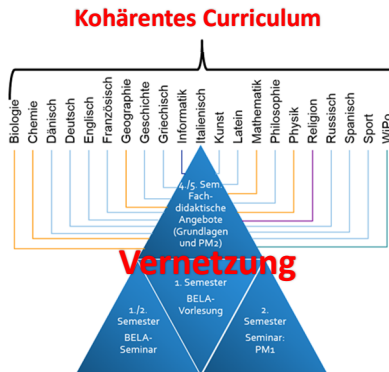 Kohärentes Curriculum
Biologie
Chemie
Dänisch
Deutsch
Englisch
Französisch
Geographie
Geschichte
Griechisch
Informatik
Italienisch
Kunst
Latein
Mathematik
Philosophie
Physik
Religion
Russisch
Spanisch
Sport
WiPo
4./5. Sem.
Fach-
didaktische
Angebote
(Grundlagen
und PM2)
Vernetzung
1. Semester
BELA-
Vorlesung
1./2.
Semester
BELA-
Seminar
2.
Semester
Seminar:
PM1